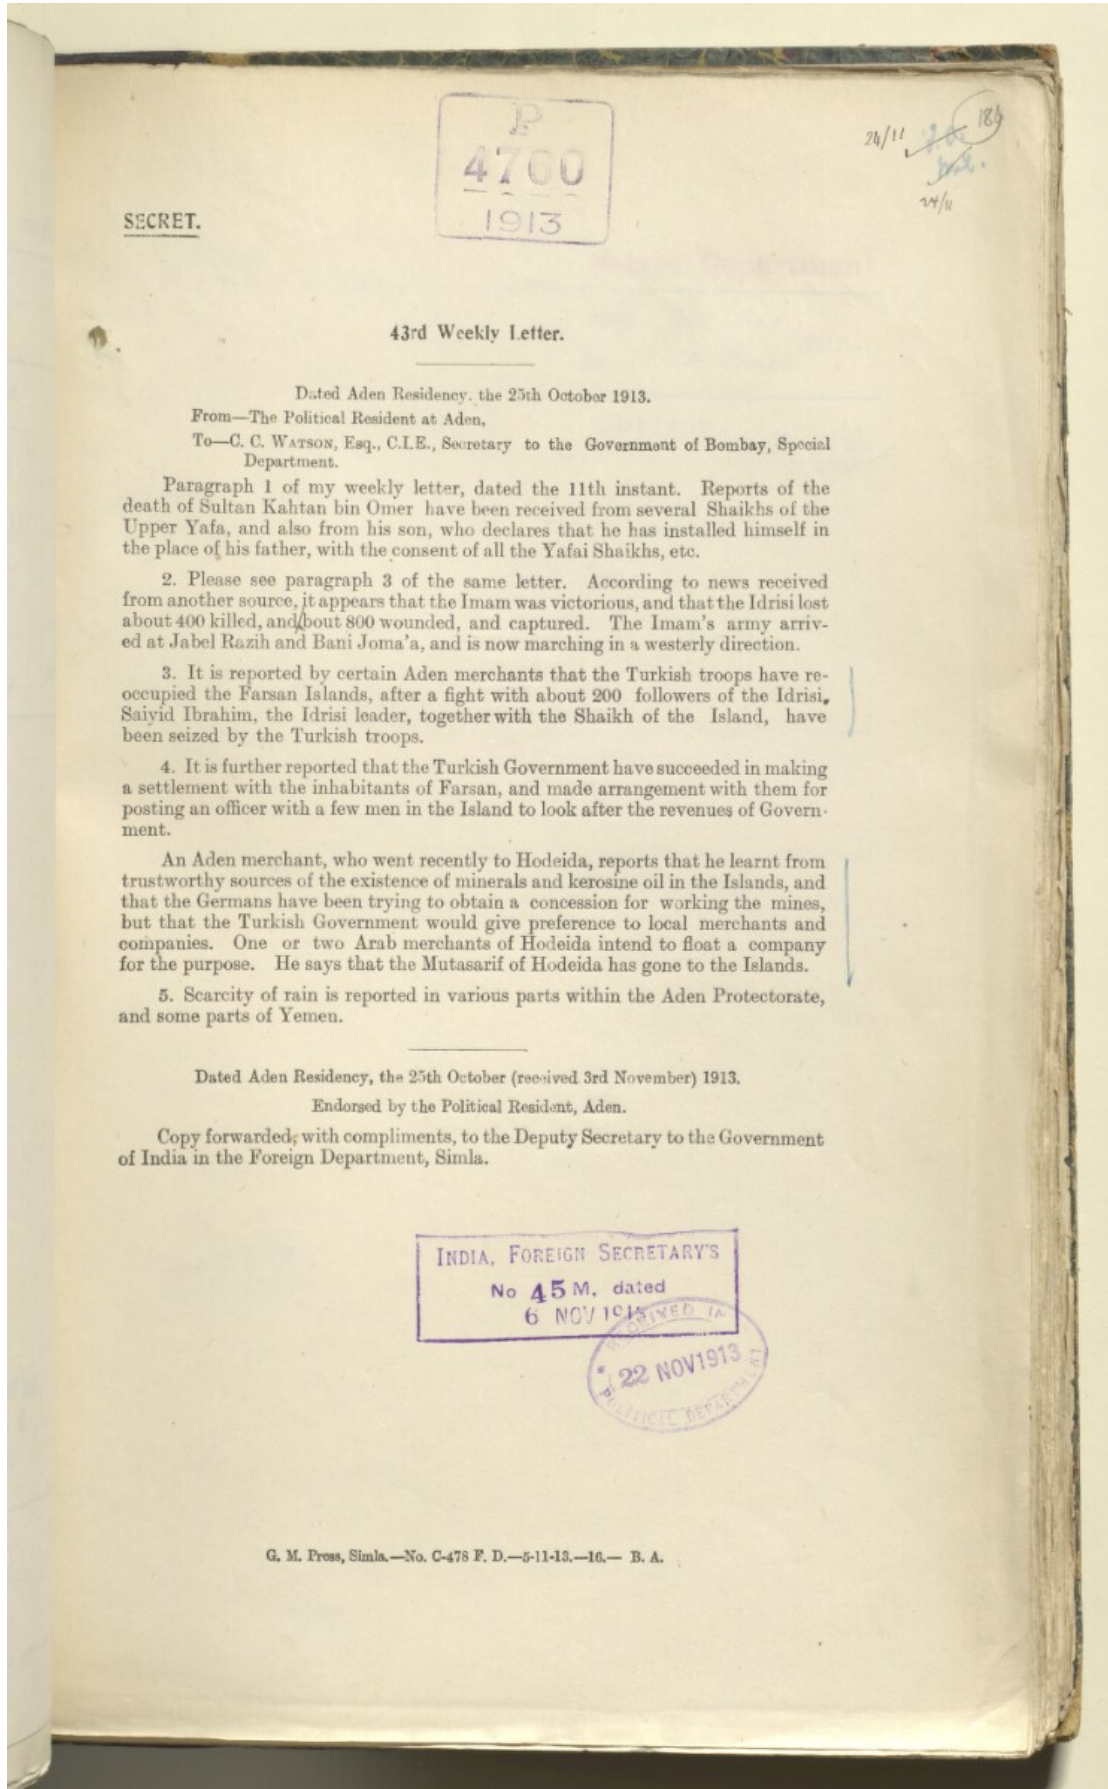 P
4700
1913
24/11
186
24/11
SECRET.
43rd Weekly Letter.
Dated Aden Residency, the 25th October 1913.
From—The Political Resident at Aden,
To—C. C. WATSON, Esq., C.I.E., Secretary to the Government of Bombay, Special
Department.
Paragraph 1 of my weekly letter, dated the 11th instant. Reports of the
death of Sultan Kahtan bin Omer have been received from several Shaikhs of the
Upper Yafa, and also from his son, who declares that he has installed himself in
the place of his father, with the consent of all the Yafai Shaikhs, etc.
2. Please see paragraph 3 of the same letter. According to news received
from another source, it appears that the Imam was victorious, and that the Idrisi lost
about 400 killed, and about 800 wounded, and captured. The Imam's army arriv-
ed at Jabel Razih and Bani Joma'a, and is now marching in a westerly direction.
3. It is reported by certain Aden merchants that the Turkish troops have re-
occupied the Farsan Islands, after a fight with about 200 followers of the Idrisi.
Saiyid Ibrahim, the Idrisi leader, together with the Shaikh of the Island, have
been seized by the Turkish troops.
4. It is further reported that the Turkish Government have succeeded in making
a settlement with the inhabitants of Farsan, and made arrangement with them for
posting an officer with a few men in the Island to look after the revenues of Govern-
ment.
An Aden merchant, who went recently to Hodeida, reports that he learnt from
trustworthy sources of the existence of minerals and kerosine oil in the Islands, and
that the Germans have been trying to obtain a concession for working the mines,
but that the Turkish Government would give preference to local merchants and
companies. One or two Arab merchants of Hodeida intend to float a company
for the purpose. He says that the Mutasarif of Hodeida has gone to the Islands.
5. Scarcity of rain is reported in various parts within the Aden Protectorate,
and some parts of Yemen.
Dated Aden Residency, the 25th October (received 3rd November) 1913.
Endorsed by the Political Resident, Aden.
Copy forwarded, with compliments, to the Deputy Secretary to the Government
of India in the Foreign Department, Simla.
INDIA, FOREIGN SECRETARY'S
No 45 M. dated
6 NOV 1913
RECEIVED IN
22 NOV 1913
POLITICAL DEPARTMENT
G. M. Press, Simla.—No. C-478 F. D.—5-11-13.—16.— B. A.